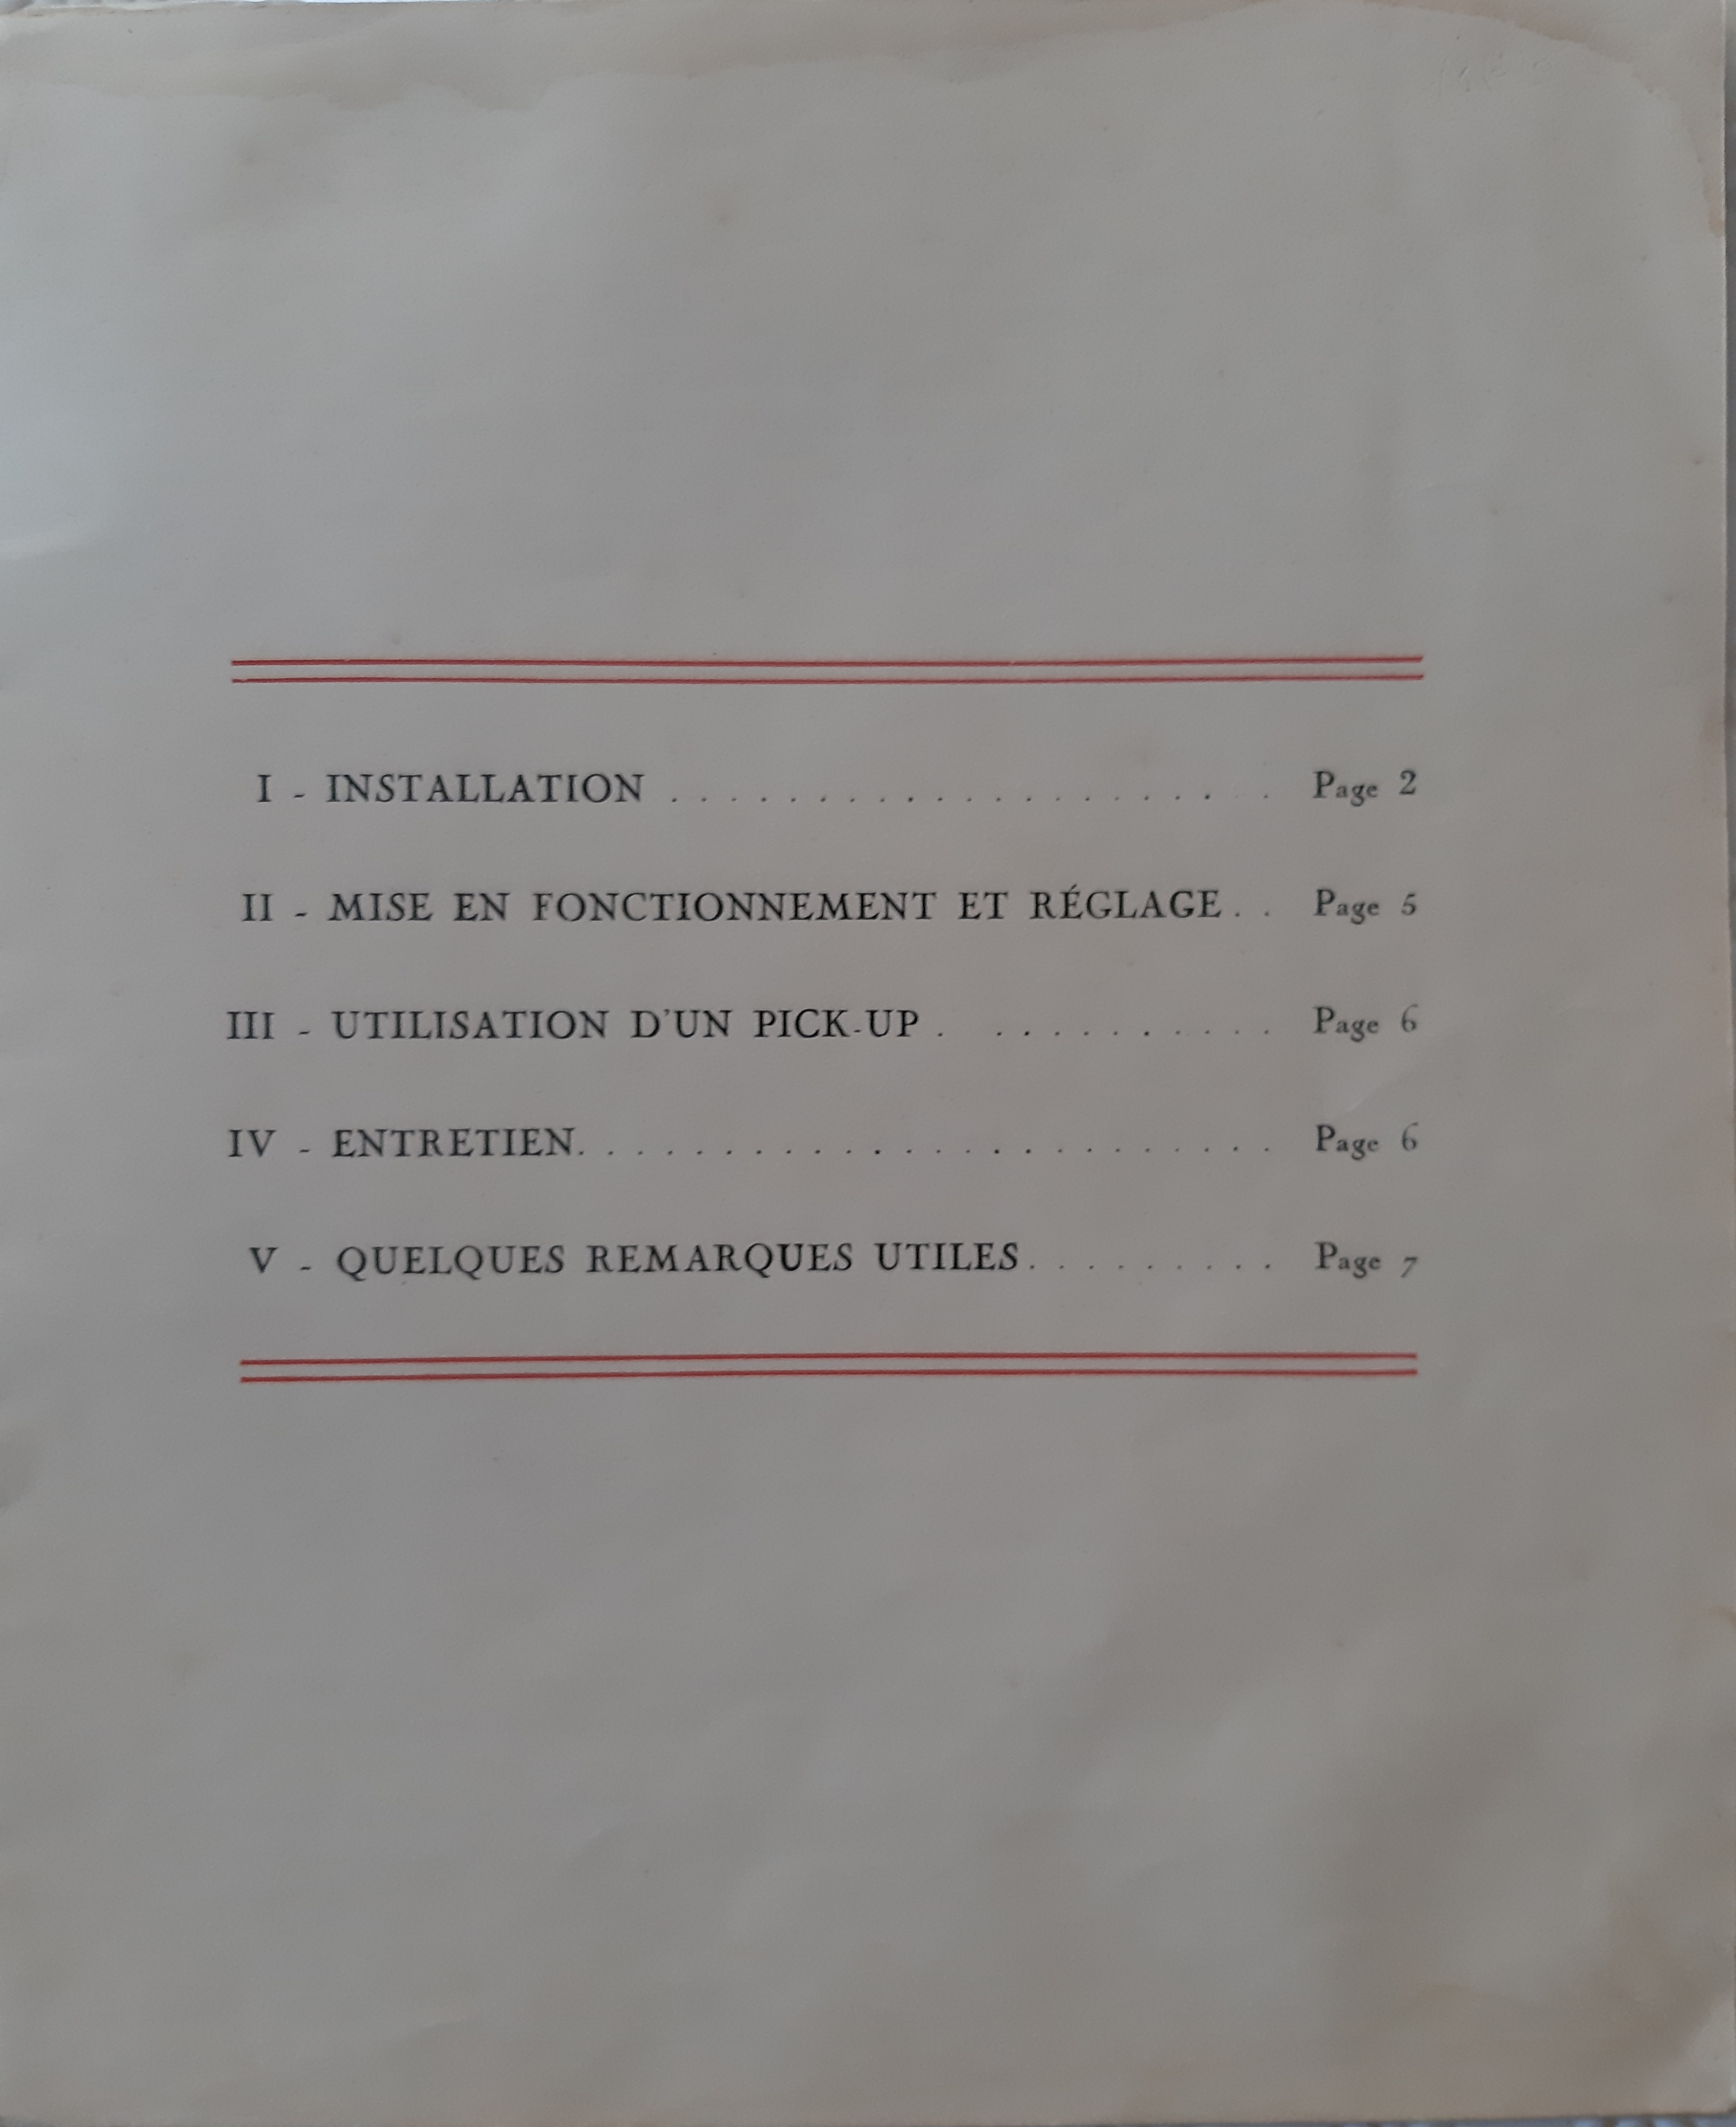 I - INSTALLATION . . . . . . . . . . . . . . . . . . . . . Page 2
II - MISE EN FONCTIONNEMENT ET RÉGLAGE . . Page 5
III - UTILISATION D'UN PICK-UP . . . . . . . . . . . Page 6
IV - ENTRETIEN. . . . . . . . . . . . . . . . . . . . . . . . Page 6
V - QUELQUES REMARQUES UTILES . . . . . . . . . Page 7